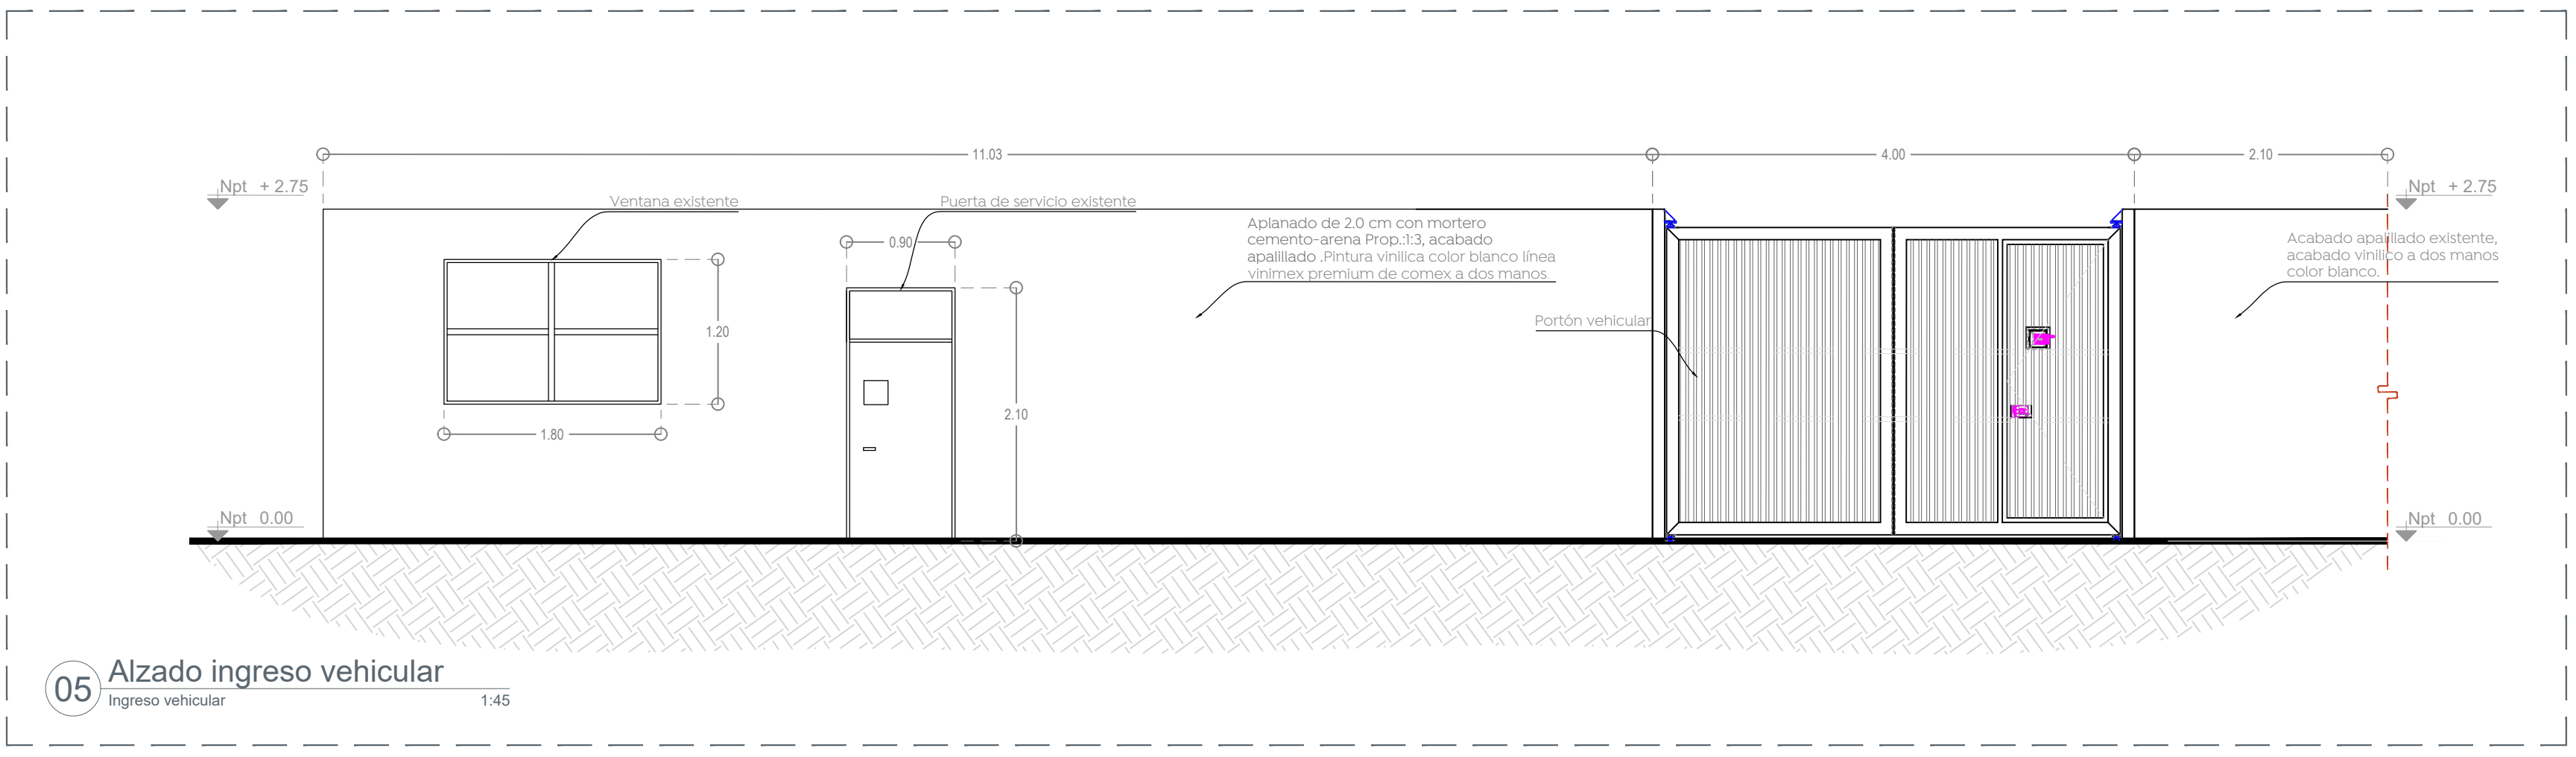 11.03
4.00
2.10
Npt + 2.75
Npt + 2.75
Ventana existente
Puerta de servicio existente
0.90
Aplanado de 2.0 cm con mortero
cemento-arena Prop.:1:3, acabado
apalillado .Pintura vinilica color blanco línea
vinimex premium de comex a dos manos.
Acabado apalillado existente,
acabado vinilico a dos manos
color blanco.
Portón vehicular
1.20
2.10
1.80
Npt 0.00
Npt 0.00
05
Alzado ingreso vehicular
Ingreso vehicular 1:45